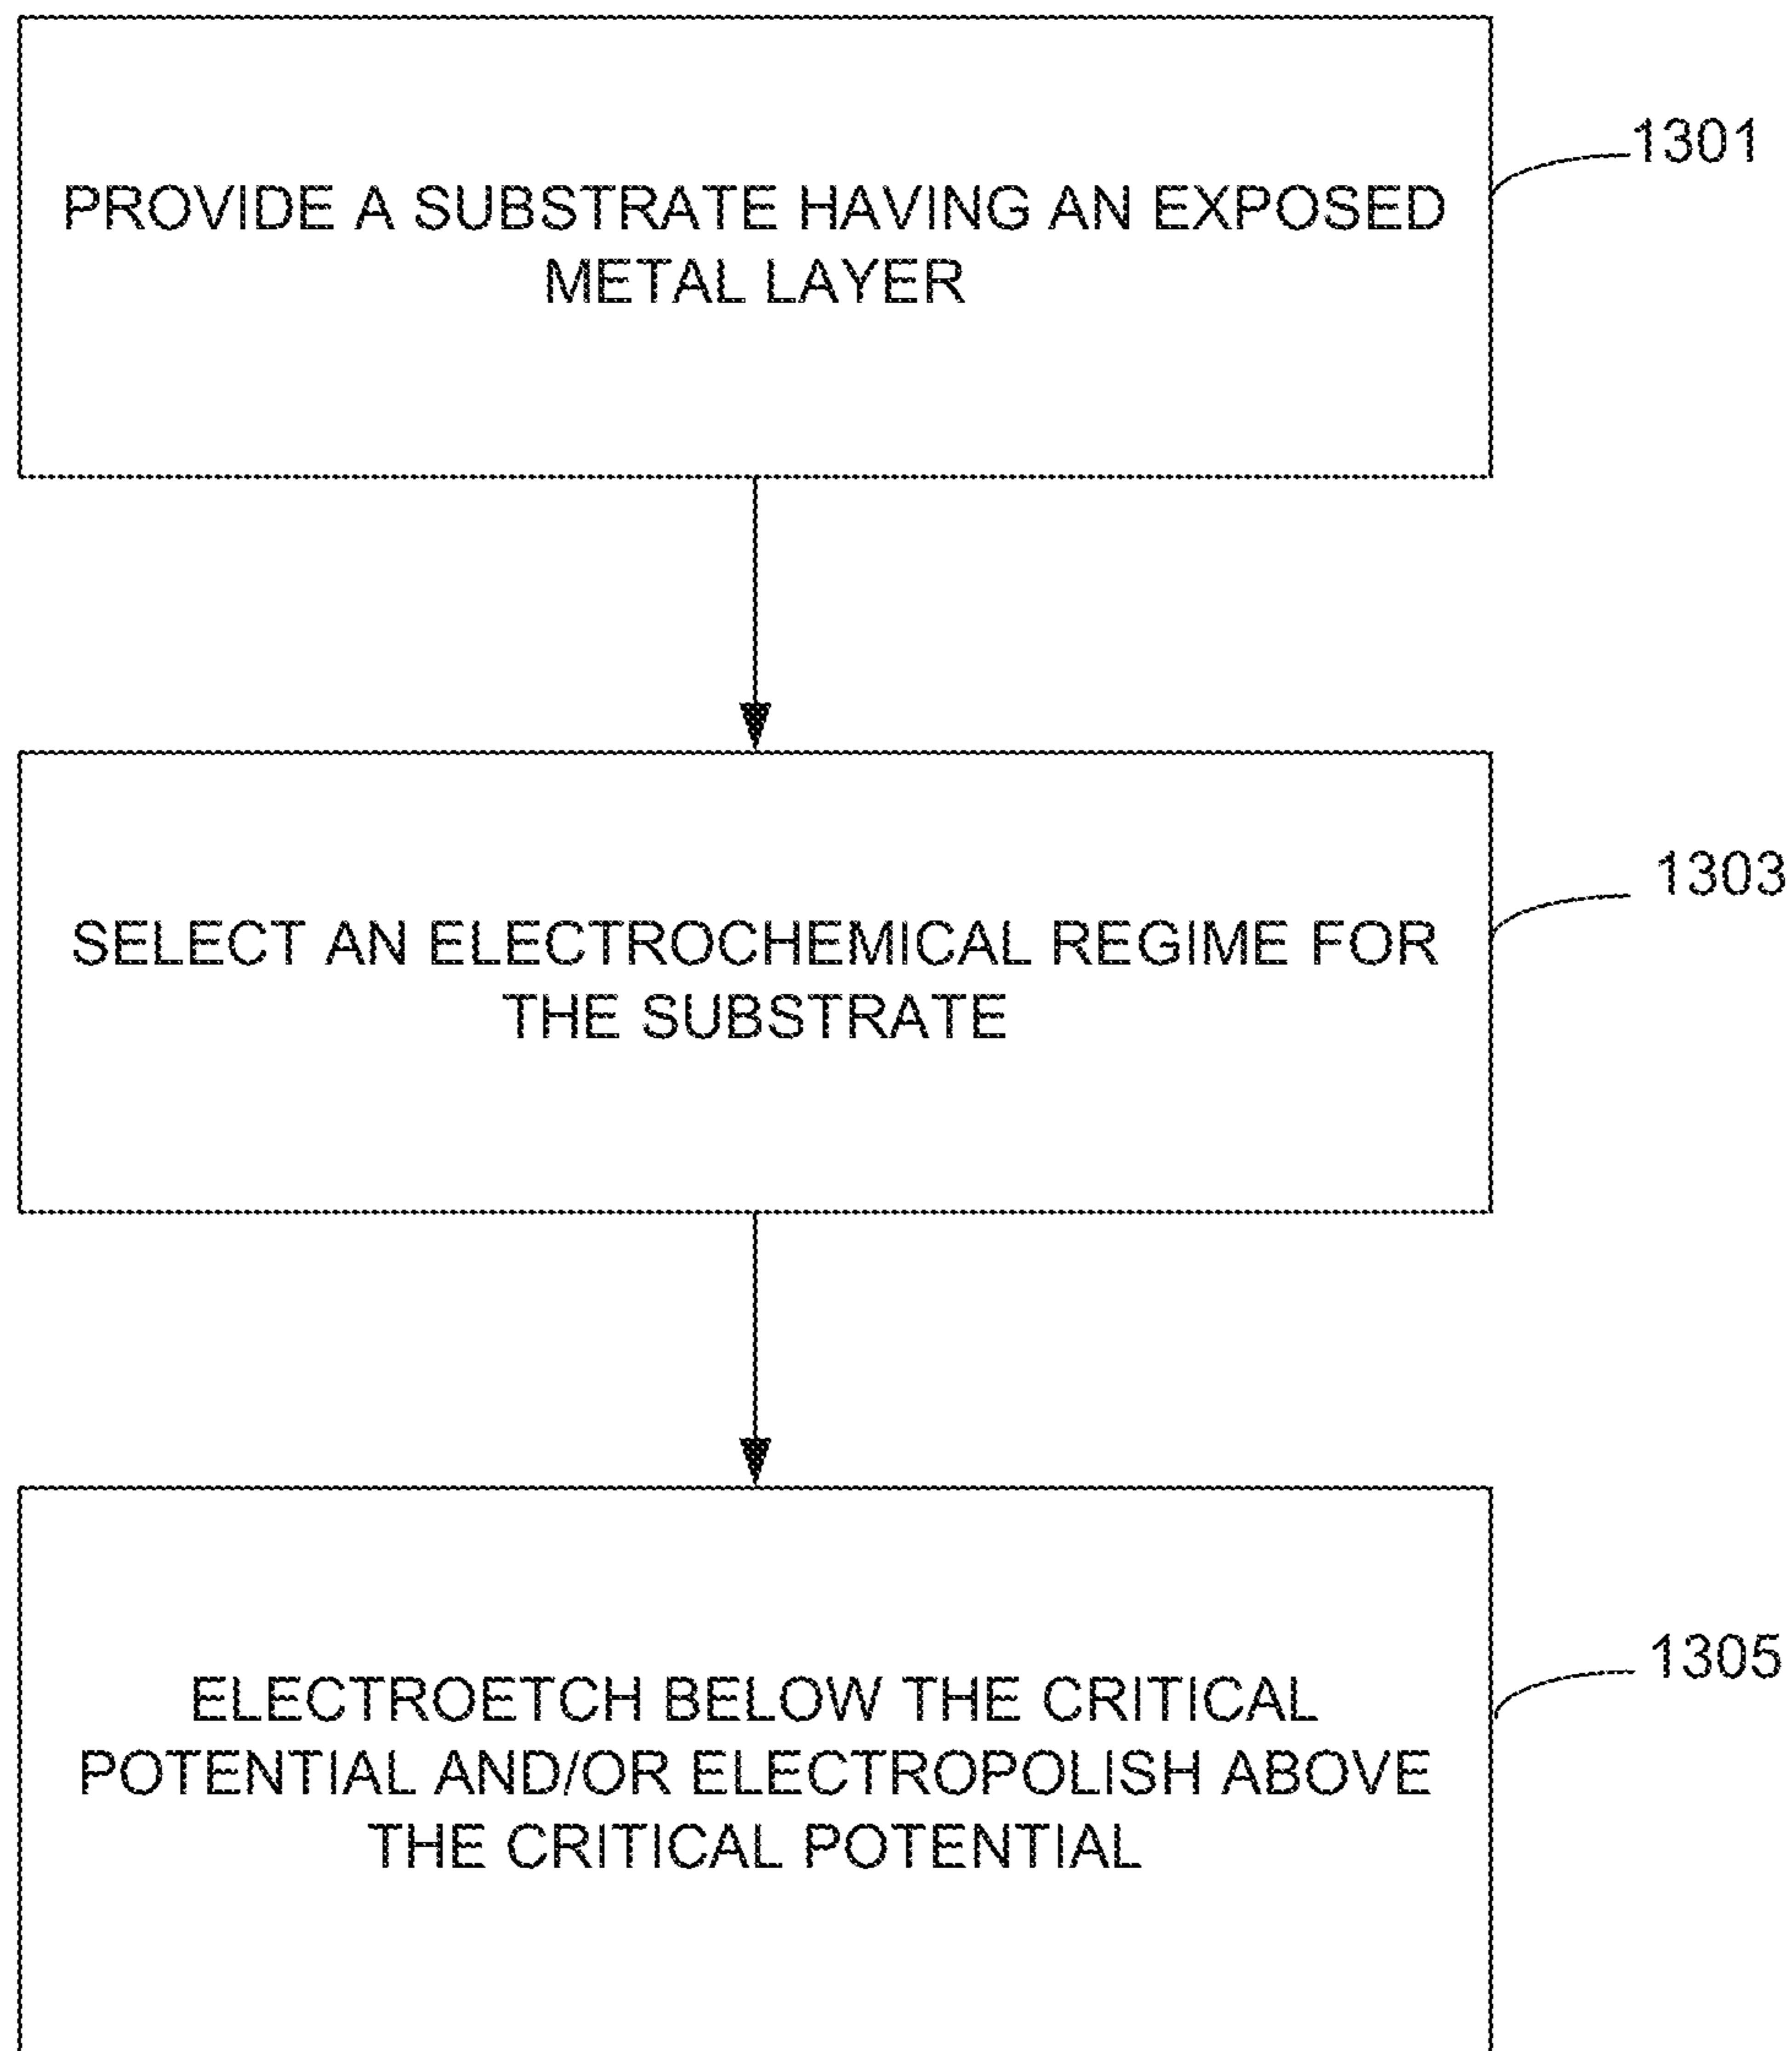 1301
PROVIDE A SUBSTRATE HAVING AN EXPOSED
METAL LAYER
1303
SELECT AN ELECTROCHEMICAL REGIME FOR
THE SUBSTRATE
1305
ELECTROETCH BELOW THE CRITICAL
POTENTIAL AND/OR ELECTROPOLISH ABOVE
THE CRITICAL POTENTIAL